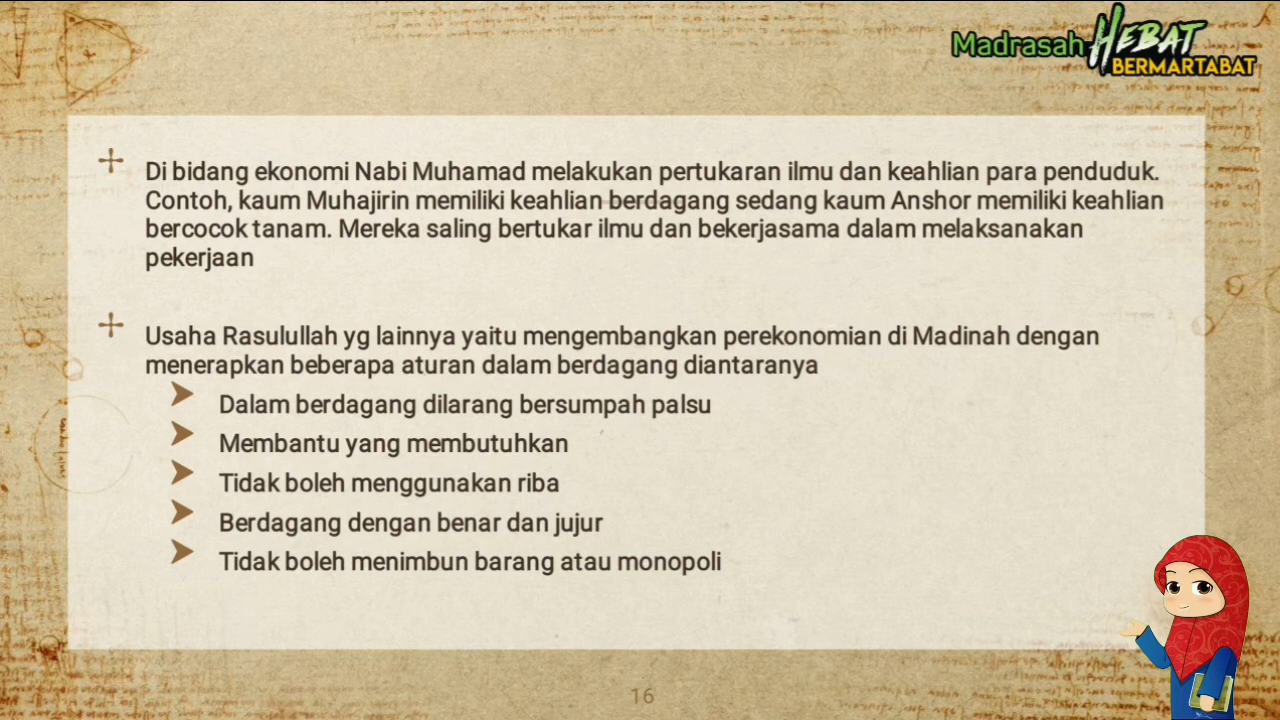 Madrasah HEBAT
BERMARTABAT
Di bidang ekonomi Nabi Muhamad melakukan pertukaran ilmu dan keahlian para penduduk.
Contoh, kaum Muhajirin memiliki keahlian berdagang sedang kaum Anshor memiliki keahlian
bercocok tanam. Mereka saling bertukar ilmu dan bekerjasama dalam melaksanakan
pekerjaan
Usaha Rasulullah yg lainnya yaitu mengembangkan perekonomian di Madinah dengan
menerapkan beberapa aturan dalam berdagang diantaranya
Dalam berdagang dilarang bersumpah palsu
Membantu yang membutuhkan
Tidak boleh menggunakan riba
Berdagang dengan benar dan jujur
Tidak boleh menimbun barang atau monopoli
16